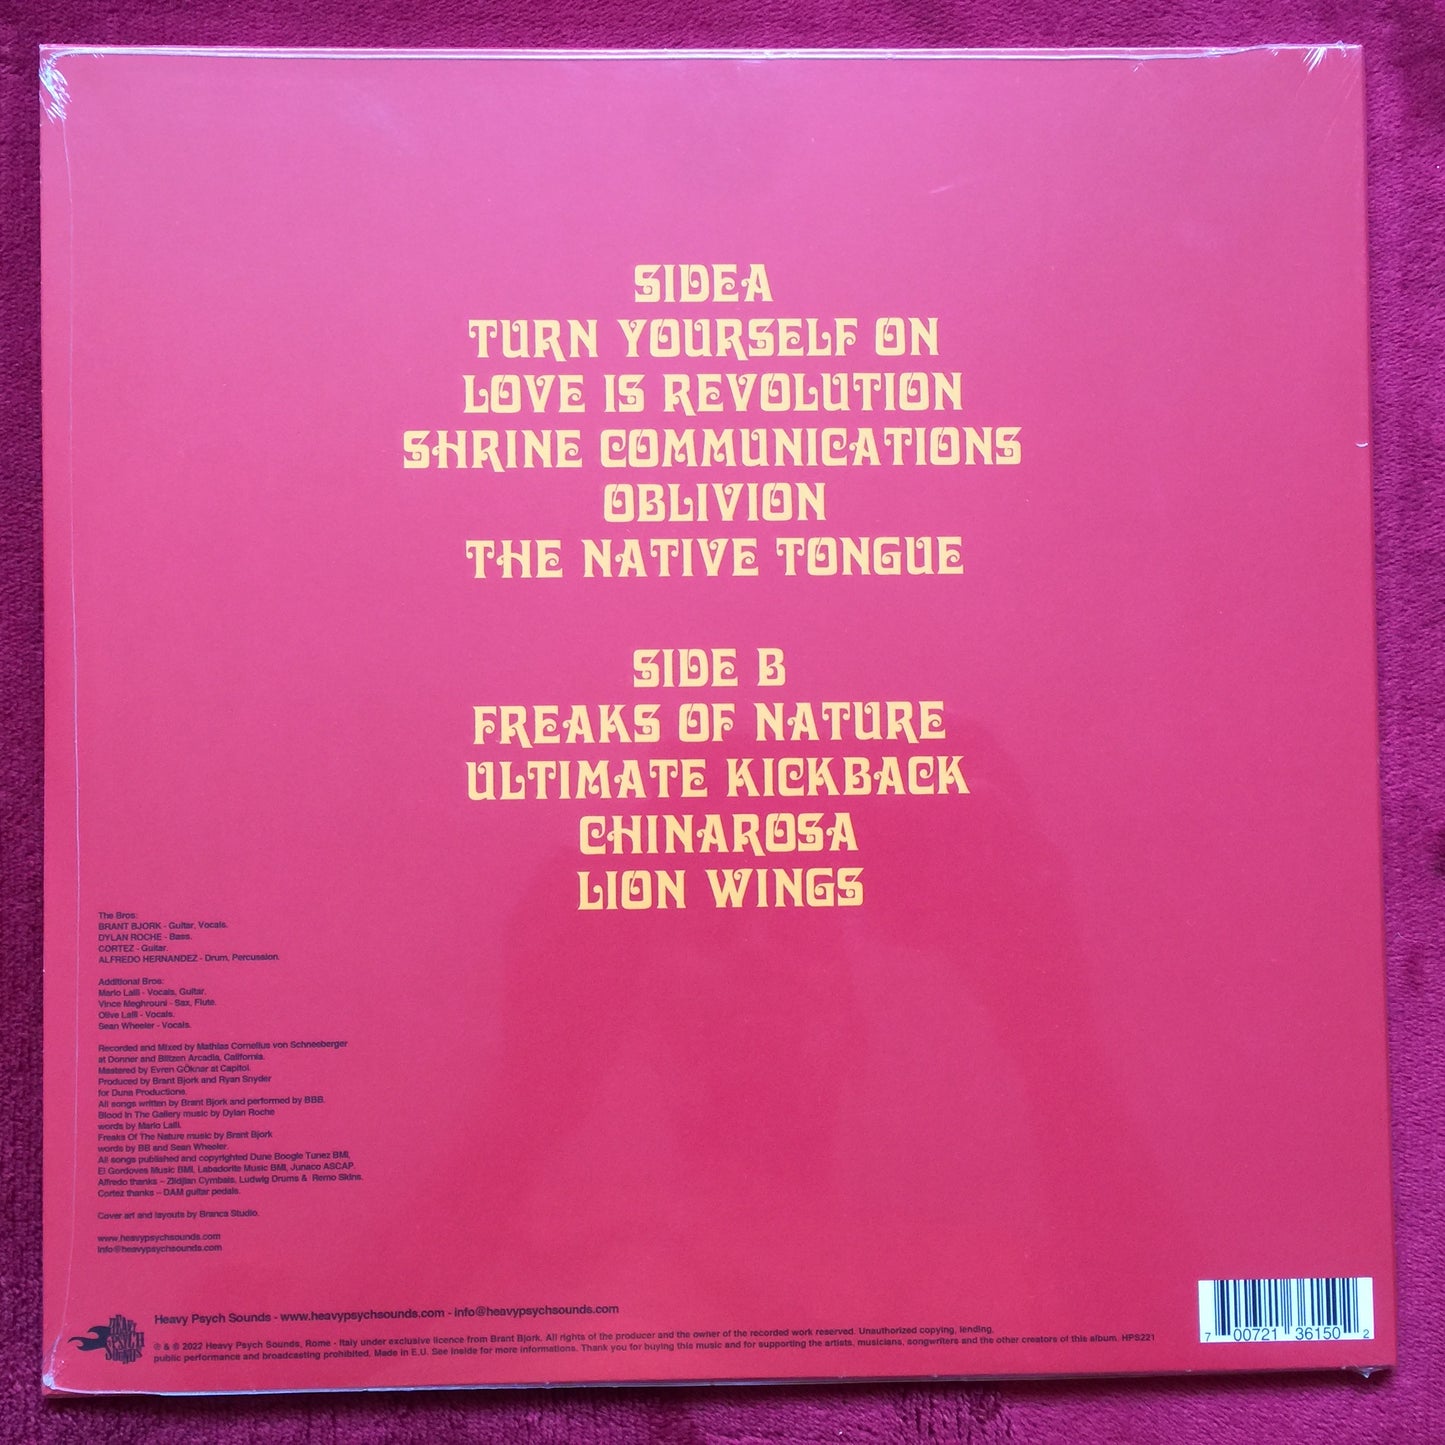 SIDE A
TURN YOURSELF ON
LOVE IS REVOLUTION
SHRINE COMMUNICATIONS
OBLIVION
THE NATIVE TONGUE
SIDE B
FREAKS OF NATURE
ULTIMATE KICKBACK
CHINAROSA
LION WINGS
The Bros:
BRANT BJORK - Guitar, Vocals.
DYLAN ROCHE - Bass.
CORTEZ - Guitar.
ALFREDO HERNANDEZ - Drum, Percussion.
Additional Bros:
Mario Lalli - Vocals, Guitar.
Vince Meghrouni - Sax, Flute.
Olive Lalli - Vocals.
Sean Wheeler - Vocals.
Recorded and Mixed by Mathias Cornelius von Schneeberger
at Donner and Blitzen Arcadia, California.
Mastered by Evren GÖknar at Capitol.
Produced by Brant Bjork and Ryan Snyder
for Duna Productions.
All songs written by Brant Bjork and performed by BBB.
Blood In The Gallery music by Dylan Roche
words by Mario Lalli.
Freaks Of The Nature music by Brant Bjork
words by BB and Sean Wheeler.
All songs published and copyrighted Dune Boogie Tunez BMI,
El Gordoves Music BMI, Labadorite Music BMI, Junaco ASCAP.
Alfredo thanks – Zildjian Cymbals, Ludwig Drums & Remo Skins.
Cortez thanks – DAM guitar pedals.
Cover art and layouts by Branca Studio.
www.heavypsychsounds.com
info@heavypsychsounds.com
HEAVY
PSYCH
SOUNDS
Heavy Psych Sounds - www.heavypsychsounds.com - info@heavypsychsounds.com
℗ & © 2022 Heavy Psych Sounds, Rome - Italy under exclusive licence from Brant Bjork. All rights of the producer and the owner of the recorded work reserved. Unauthorized copying, lending,
public performance and broadcasting prohibited. Made in E.U. See inside for more informations. Thank you for buying this music and for supporting the artists, musicians, songwriters and the other creators of this album. HPS221
7 00721 36150 2